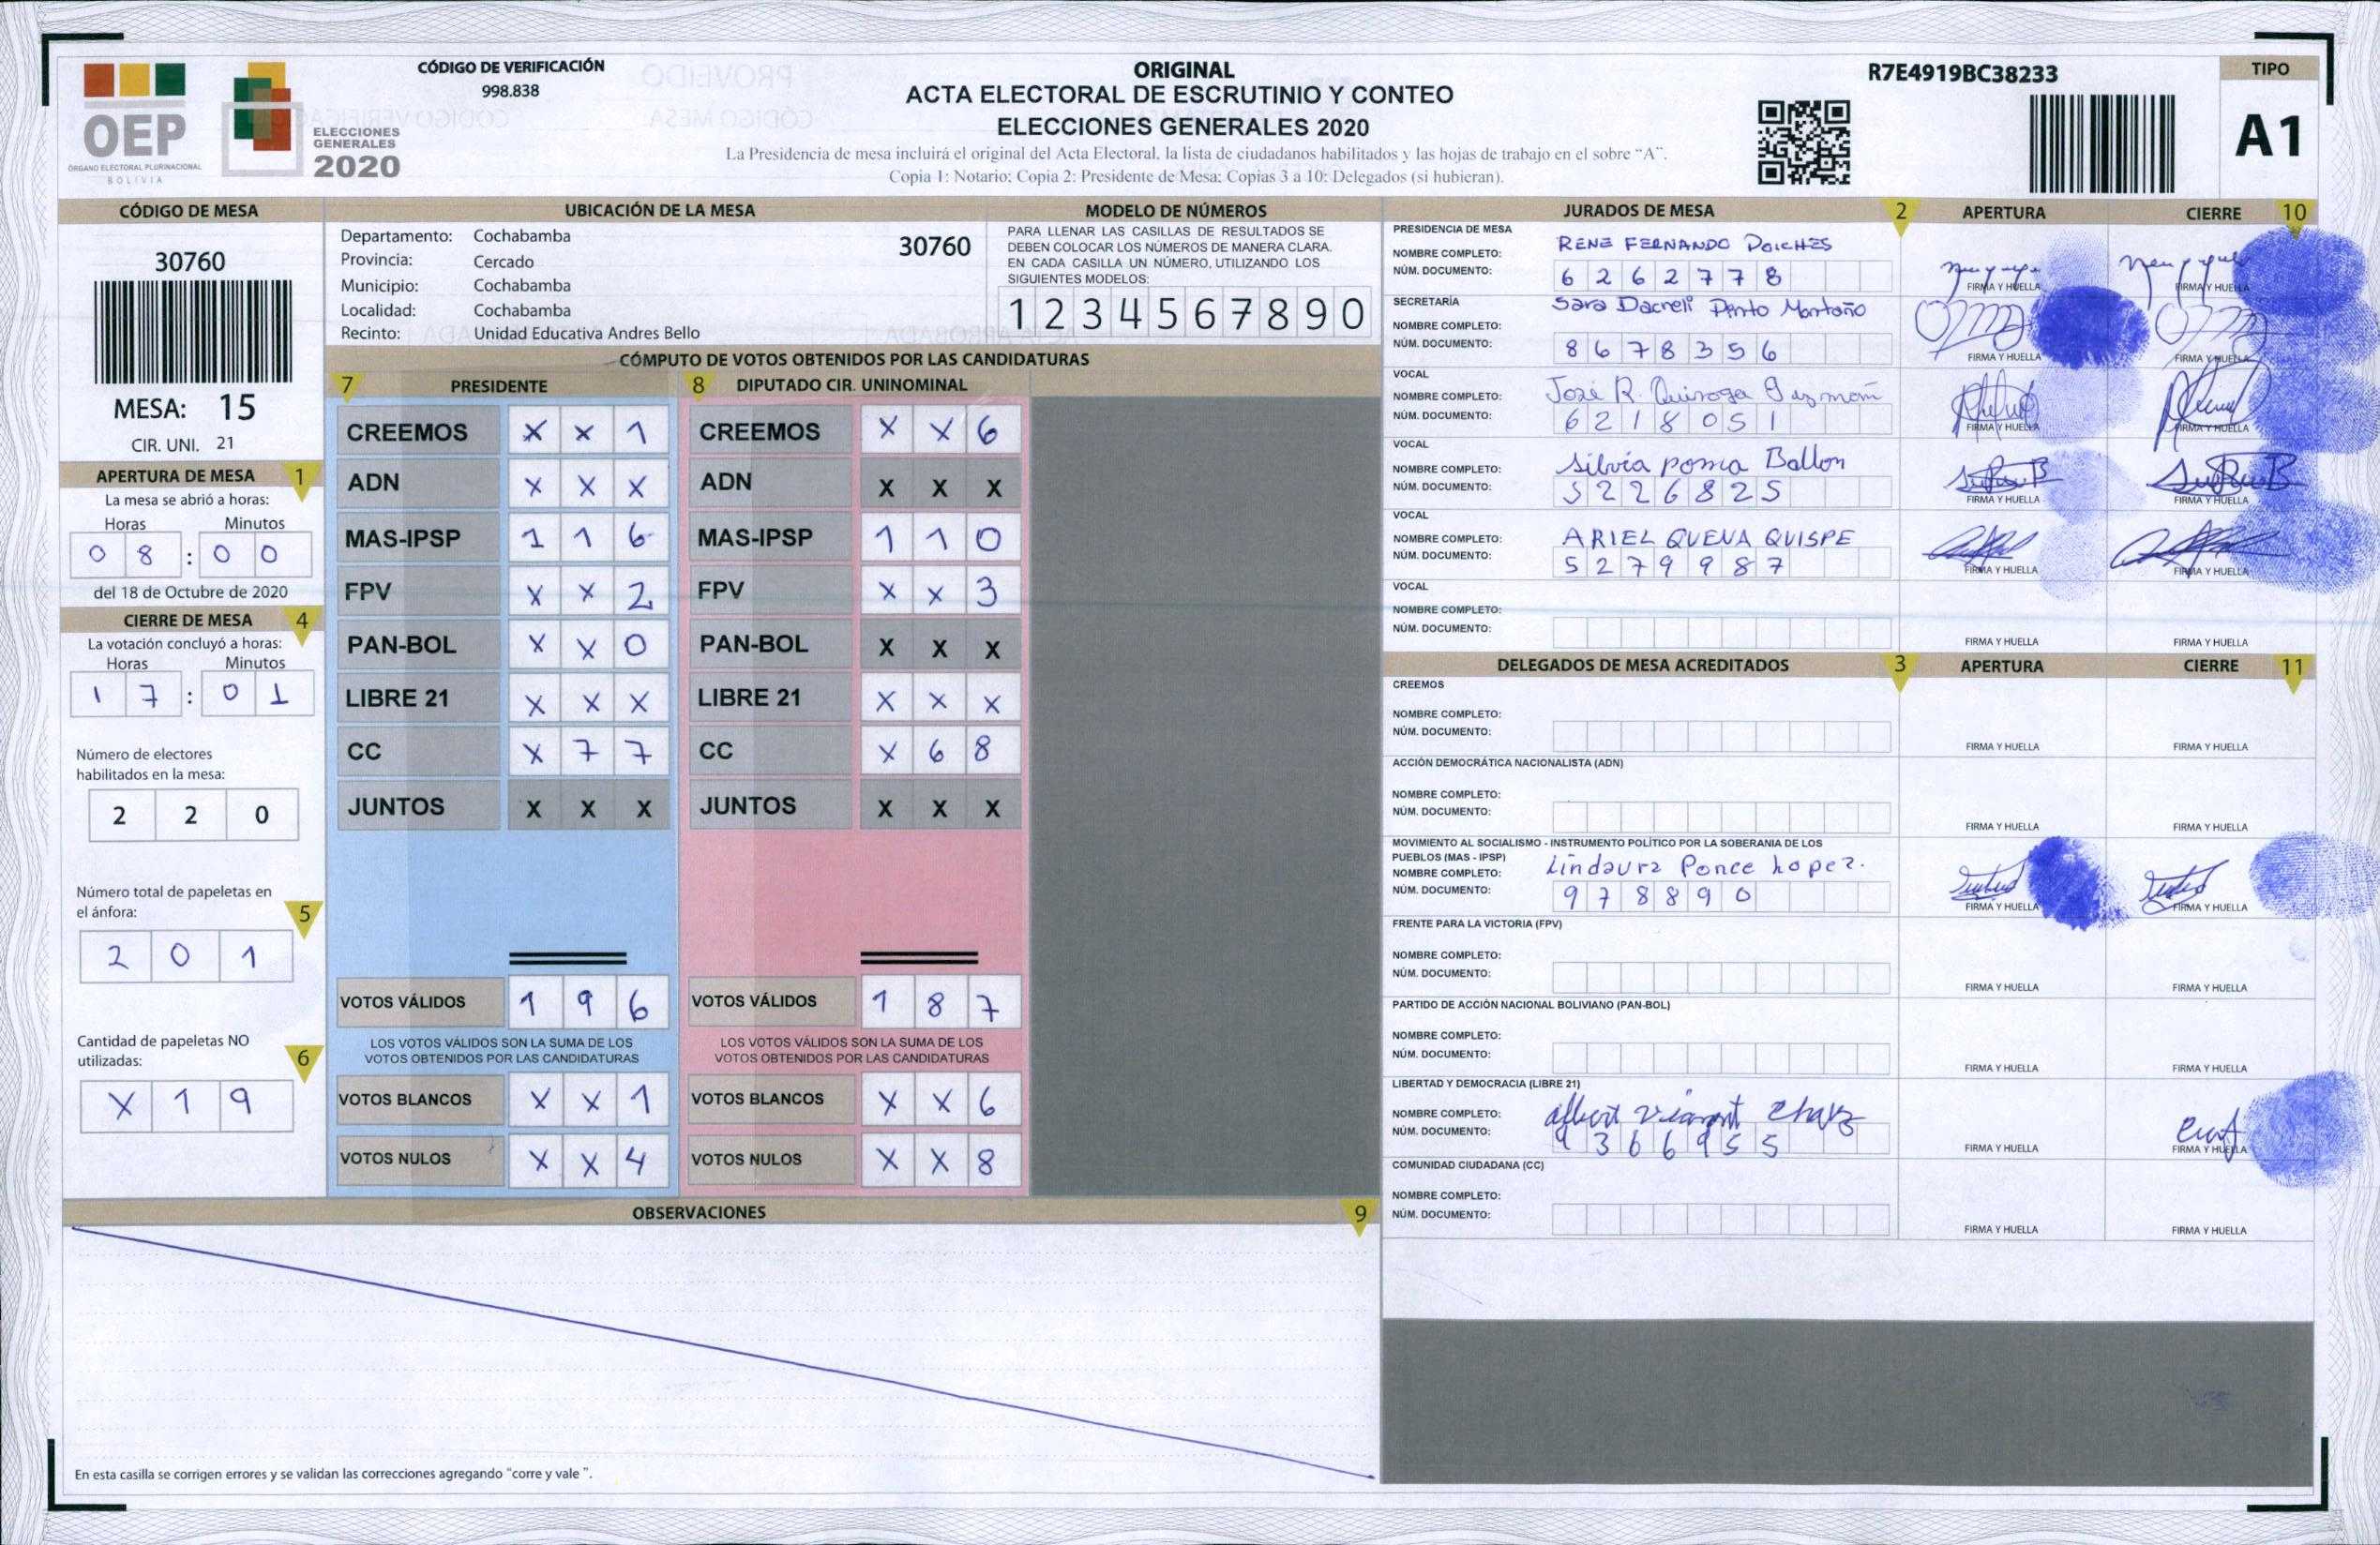 OEP
ÓRGANO ELECTORAL PLURINACIONAL
BOLIVIA
ELECCIONES
GENERALES
2020
CÓDIGO DE VERIFICACIÓN
998.838
ORIGINAL
ACTA ELECTORAL DE ESCRUTINIO Y CONTEO
ELECCIONES GENERALES 2020
La Presidencia de mesa incluirá el original del Acta Electoral, la lista de ciudadanos habilitados y las hojas de trabajo en el sobre "A".
Copia 1: Notario; Copia 2: Presidente de Mesa; Copias 3 a 10: Delegados (si hubieran).
R7E4919BC38233
TIPO
A1
CÓDIGO DE MESA
30760
MESA: 15
CIR. UNI. 21
APERTURA DE MESA 1
La mesa se abrió a horas:
Horas Minutos
0 8 : 0 0
del 18 de Octubre de 2020
CIERRE DE MESA 4
La votación concluyó a horas:
Horas Minutos
1 7 : 0 1
Número de electores
habilitados en la mesa:
2 2 0
Número total de papeletas en
el ánfora: 5
2 0 1
Cantidad de papeletas NO
utilizadas: 6
X 1 9
UBICACIÓN DE LA MESA
Departamento: Cochabamba 30760
Provincia: Cercado
Municipio: Cochabamba
Localidad: Cochabamba
Recinto: Unidad Educativa Andres Bello
MODELO DE NÚMEROS
PARA LLENAR LAS CASILLAS DE RESULTADOS SE
DEBEN COLOCAR LOS NÚMEROS DE MANERA CLARA.
EN CADA CASILLA UN NÚMERO, UTILIZANDO LOS
SIGUIENTES MODELOS:
1 2 3 4 5 6 7 8 9 0
CÓMPUTO DE VOTOS OBTENIDOS POR LAS CANDIDATURAS
7 PRESIDENTE
CREEMOS X X 1
ADN X X X
MAS-IPSP 1 1 6
FPV X X 2
PAN-BOL X X 0
LIBRE 21 X X X
CC X 7 7
JUNTOS X X X
VOTOS VÁLIDOS 1 9 6
LOS VOTOS VÁLIDOS SON LA SUMA DE LOS
VOTOS OBTENIDOS POR LAS CANDIDATURAS
VOTOS BLANCOS X X 1
VOTOS NULOS X X 4
8 DIPUTADO CIR. UNINOMINAL
CREEMOS X X 6
ADN X X X
MAS-IPSP 1 1 0
FPV X X 3
PAN-BOL X X X
LIBRE 21 X X X
CC X 6 8
JUNTOS X X X
VOTOS VÁLIDOS 1 8 7
LOS VOTOS VÁLIDOS SON LA SUMA DE LOS
VOTOS OBTENIDOS POR LAS CANDIDATURAS
VOTOS BLANCOS X X 6
VOTOS NULOS X X 8
OBSERVACIONES 9
En esta casilla se corrigen errores y se validan las correcciones agregando "corre y vale ".
JURADOS DE MESA 2 APERTURA CIERRE 10
PRESIDENCIA DE MESA
NOMBRE COMPLETO: RENE FERNANDO
NÚM. DOCUMENTO: 6 2 6 2 7 7 8
FIRMA Y HUELLA FIRMA Y HUELLA
SECRETARÍA
NOMBRE COMPLETO: Sara Montaño
NÚM. DOCUMENTO: 8 6 7 8 3 5 6
FIRMA Y HUELLA FIRMA Y HUELLA
VOCAL
NOMBRE COMPLETO: José R. Quiroga Guzmán
NÚM. DOCUMENTO: 6 2 1 8 0 5 1
FIRMA Y HUELLA FIRMA Y HUELLA
VOCAL
NOMBRE COMPLETO: Silvia poma Ballon
NÚM. DOCUMENTO: 5 2 2 6 8 2 5
FIRMA Y HUELLA FIRMA Y HUELLA
VOCAL
NOMBRE COMPLETO: ARIEL QUEVA QUISPE
NÚM. DOCUMENTO: 5 2 7 9 9 8 7
FIRMA Y HUELLA FIRMA Y HUELLA
VOCAL
NOMBRE COMPLETO:
NÚM. DOCUMENTO:
FIRMA Y HUELLA FIRMA Y HUELLA
DELEGADOS DE MESA ACREDITADOS 3 APERTURA CIERRE 11
CREEMOS
NOMBRE COMPLETO:
NÚM. DOCUMENTO:
FIRMA Y HUELLA FIRMA Y HUELLA
ACCIÓN DEMOCRÁTICA NACIONALISTA (ADN)
NOMBRE COMPLETO:
NÚM. DOCUMENTO:
FIRMA Y HUELLA FIRMA Y HUELLA
MOVIMIENTO AL SOCIALISMO - INSTRUMENTO POLÍTICO POR LA SOBERANIA DE LOS
PUEBLOS (MAS - IPSP)
NOMBRE COMPLETO: Lindaura Ponce Lopez.
NÚM. DOCUMENTO: 9 7 8 8 9 0
FIRMA Y HUELLA FIRMA Y HUELLA
FRENTE PARA LA VICTORIA (FPV)
NOMBRE COMPLETO:
NÚM. DOCUMENTO:
FIRMA Y HUELLA FIRMA Y HUELLA
PARTIDO DE ACCIÓN NACIONAL BOLIVIANO (PAN-BOL)
NOMBRE COMPLETO:
NÚM. DOCUMENTO:
FIRMA Y HUELLA FIRMA Y HUELLA
LIBERTAD Y DEMOCRACIA (LIBRE 21)
NOMBRE COMPLETO: albert
NÚM. DOCUMENTO: 9 3 6 6 9 5 5
FIRMA Y HUELLA FIRMA Y HUELLA
COMUNIDAD CIUDADANA (CC)
NOMBRE COMPLETO:
NÚM. DOCUMENTO:
FIRMA Y HUELLA FIRMA Y HUELLA